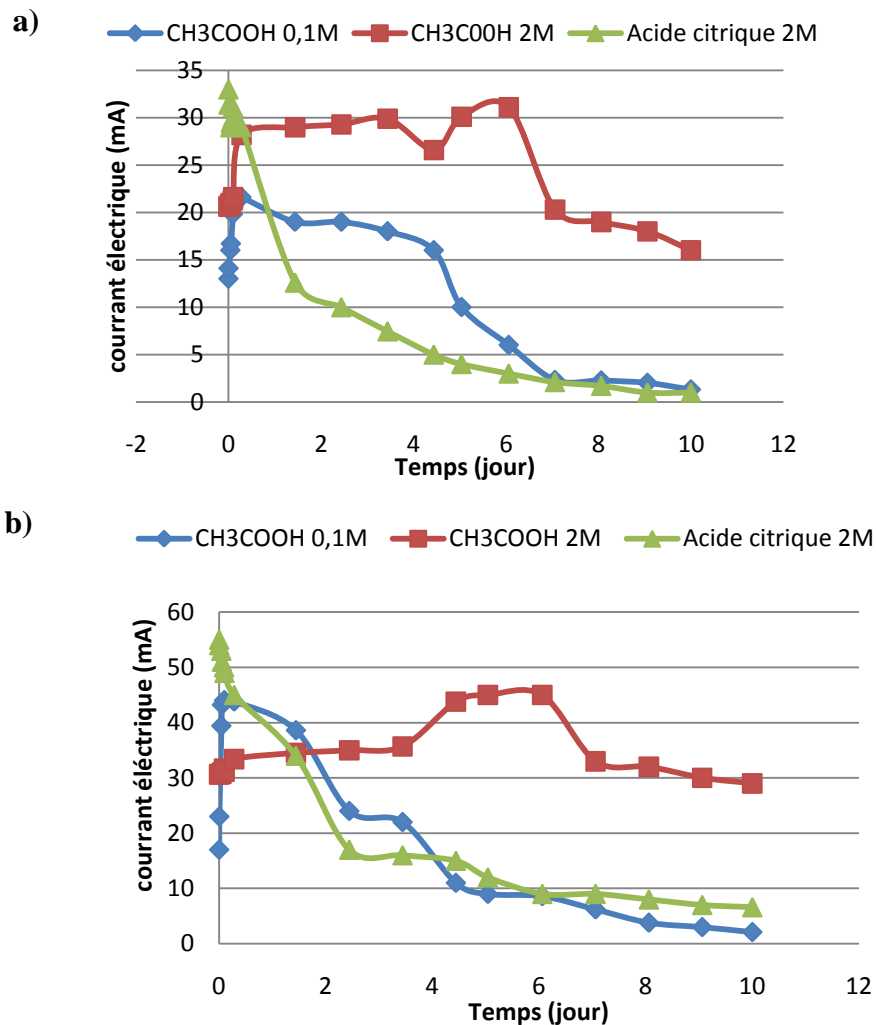 a)
CH3COOH 0,1M CH3C00H 2M Acide citrique 2M
35
30
25
20
15
10
5
0
-2 0 2 4 6 8 10 12
courrant électrique (mA)
Temps (jour)
b)
CH3COOH 0,1M CH3COOH 2M Acide citrique 2M
60
50
40
30
20
10
0
0 2 4 6 8 10 12
courrant éléctrique (mA)
Temps (jour)